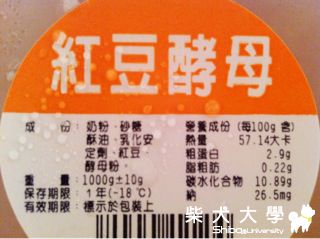 紅豆酵母
成　份：奶粉、砂糖
酥油、乳化安
定劑、紅豆、
酵母粉。
重　量：1000g±10g
保存期限：1年(-18℃)
有效期限：標示於包裝上
營養成份（每100g 含）
熱量 57.14大卡
粗蛋白 2.9g
脂粗肪 0.22g
碳水化合物 10.89g
鈉 26.5mg
柴犬大學
Shiba University